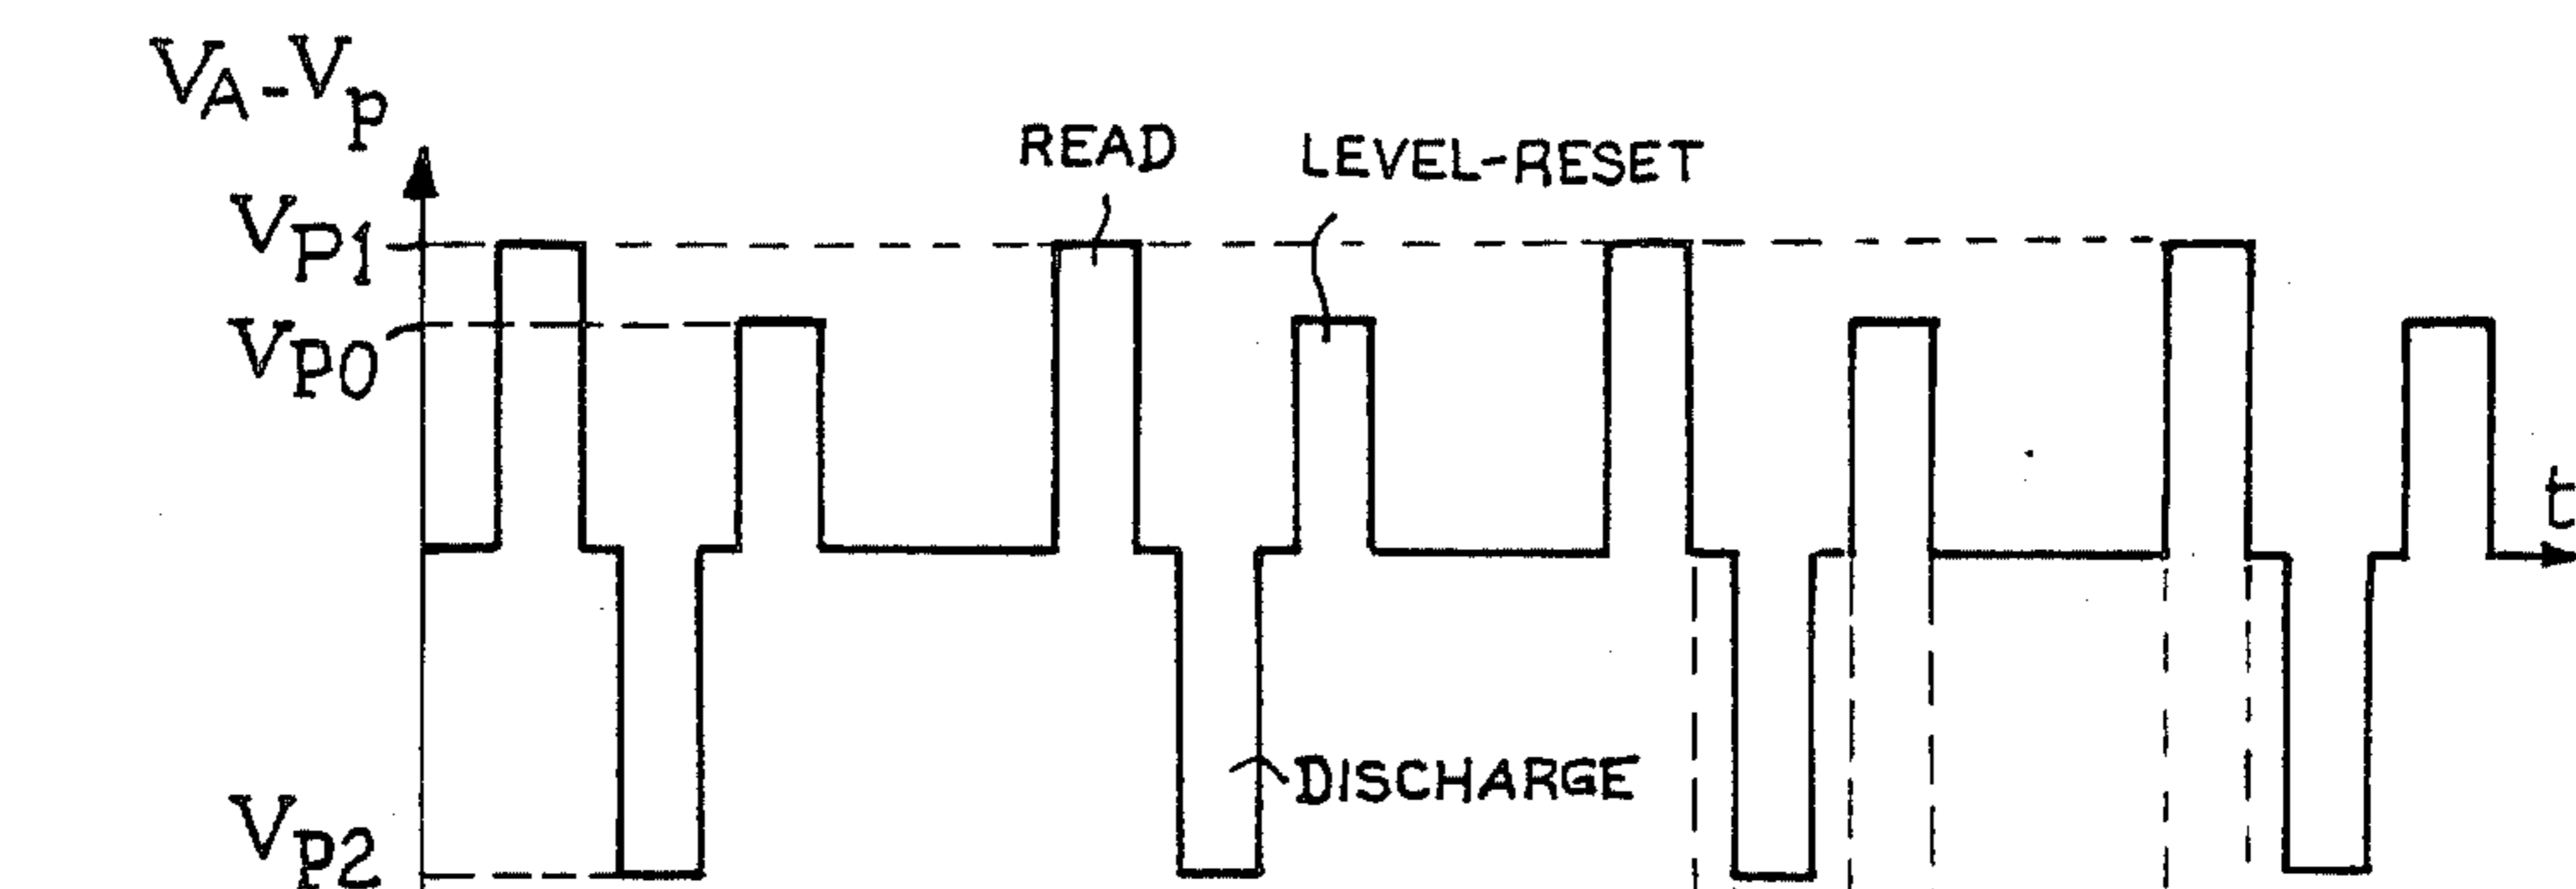 VA-Vp
READ
LEVEL-RESET
VP1
VP0
t
DISCHARGE
VP2